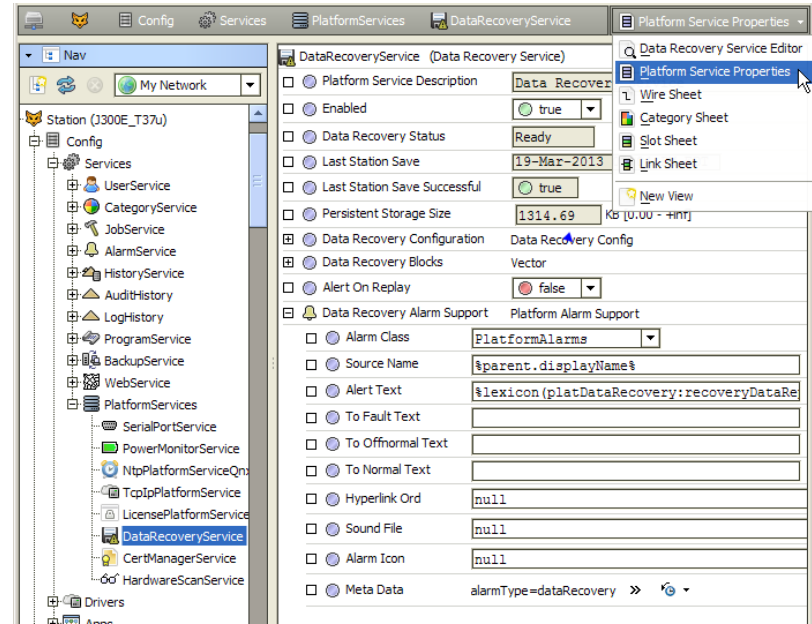 Config Services PlatformServices DataRecoveryService Platform Service Properties
Nav
My Network
Station (J300E_T37u)
Config
Services
UserService
CategoryService
JobService
AlarmService
HistoryService
AuditHistory
LogHistory
ProgramService
BackupService
WebService
PlatformServices
SerialPortService
PowerMonitorService
NtpPlatformServiceQnx
TcpIpPlatformService
LicensePlatformService
DataRecoveryService
CertManagerService
HardwareScanService
Drivers
Apps
DataRecoveryService (Data Recovery Service)
Platform Service Description Data Recover
Enabled true
Data Recovery Status Ready
Last Station Save 19-Mar-2013
Last Station Save Successful true
Persistent Storage Size 1314.69 KB [0.00 - +inf]
Data Recovery Configuration Data Recovery Config
Data Recovery Blocks Vector
Alert On Replay false
Data Recovery Alarm Support Platform Alarm Support
Alarm Class PlatformAlarms
Source Name %parent.displayName%
Alert Text %lexicon(platDataRecovery:recoveryDataRe
To Fault Text
To Offnormal Text
To Normal Text
Hyperlink Ord null
Sound File null
Alarm Icon null
Meta Data alarmType=dataRecovery »
Data Recovery Service Editor
Platform Service Properties
Wire Sheet
Category Sheet
Slot Sheet
Link Sheet
New View